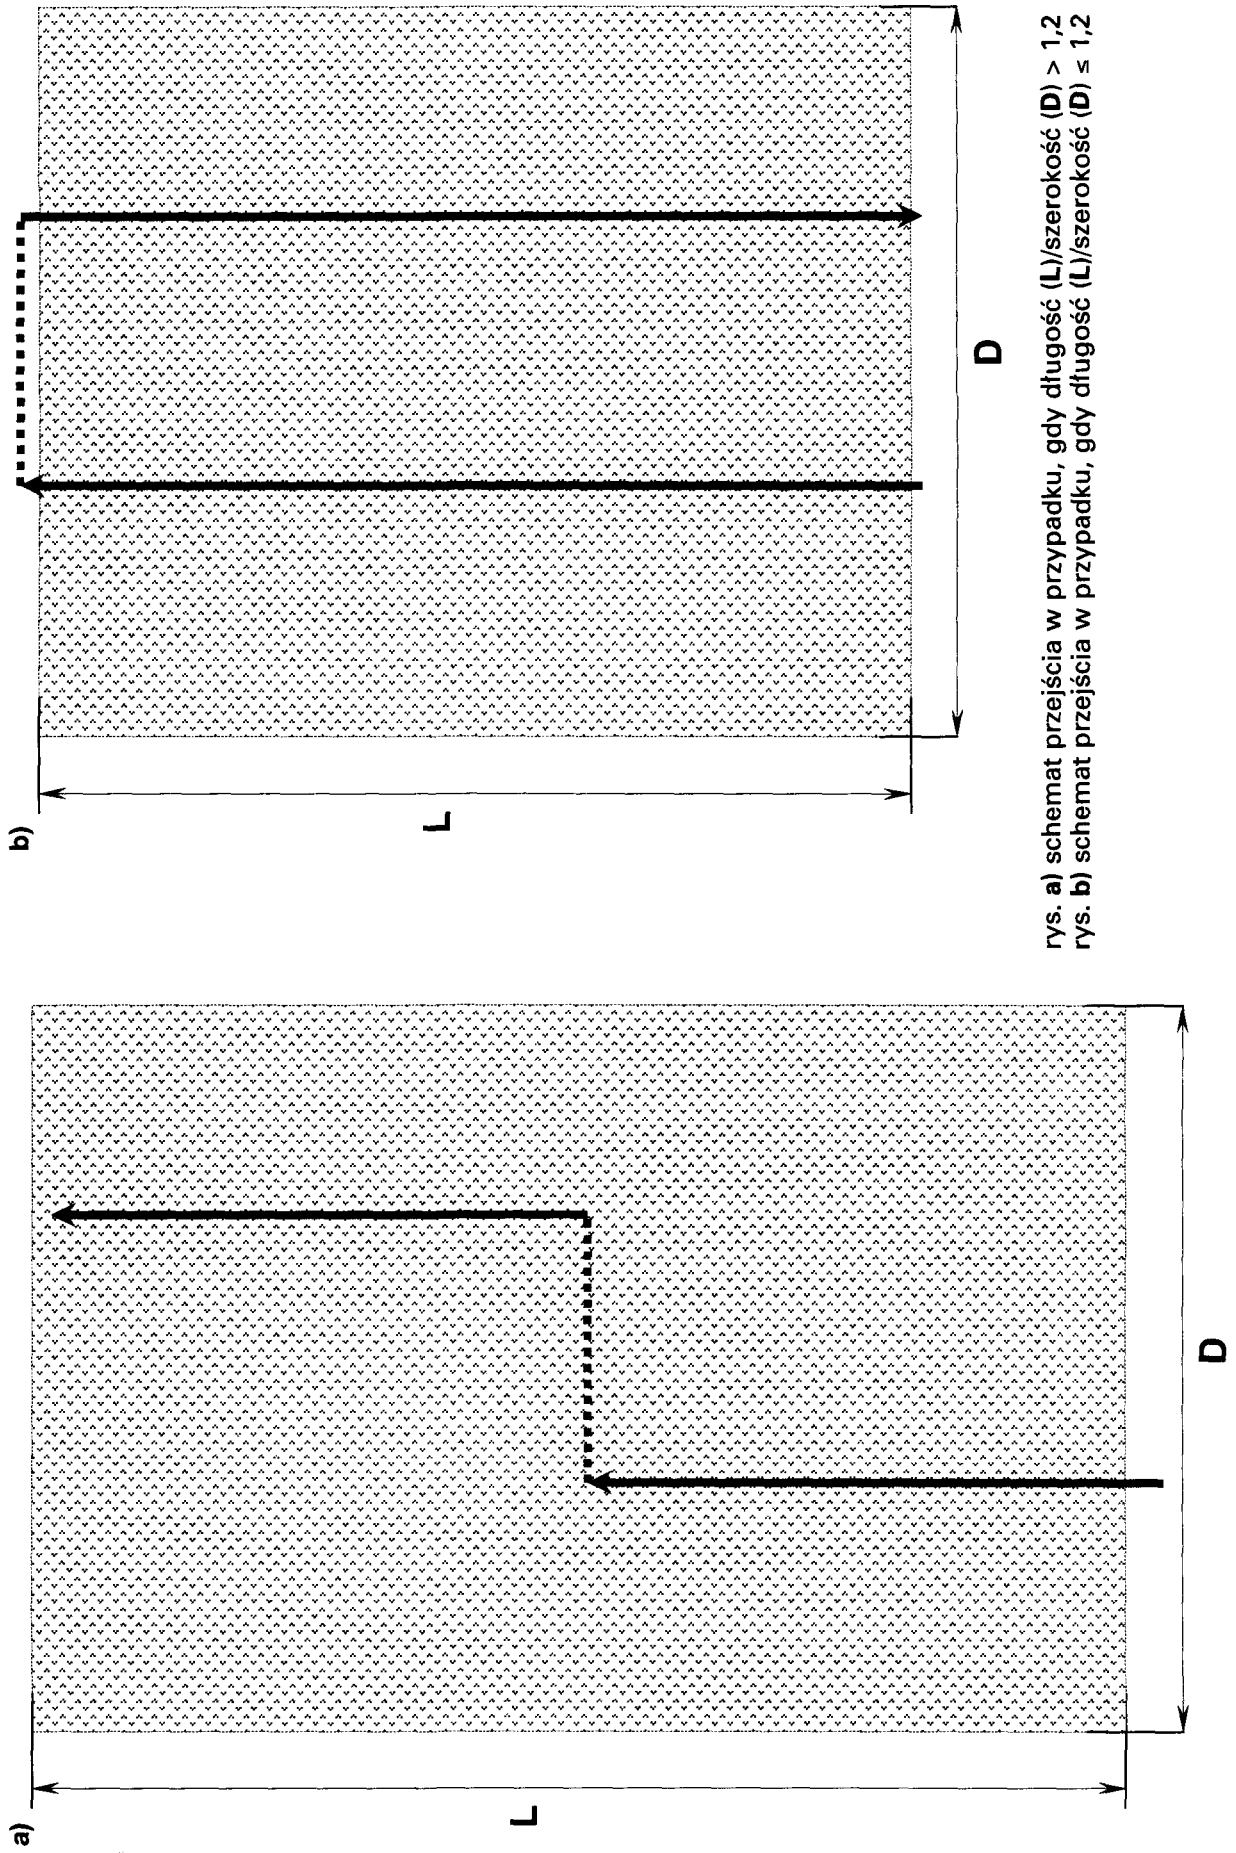 a)
L
D
b)
L
D
rys. a) schemat przejścia w przypadku, gdy długość (L)/szerokość (D) > 1,2
rys. b) schemat przejścia w przypadku, gdy długość (L)/szerokość (D) ≤ 1,2